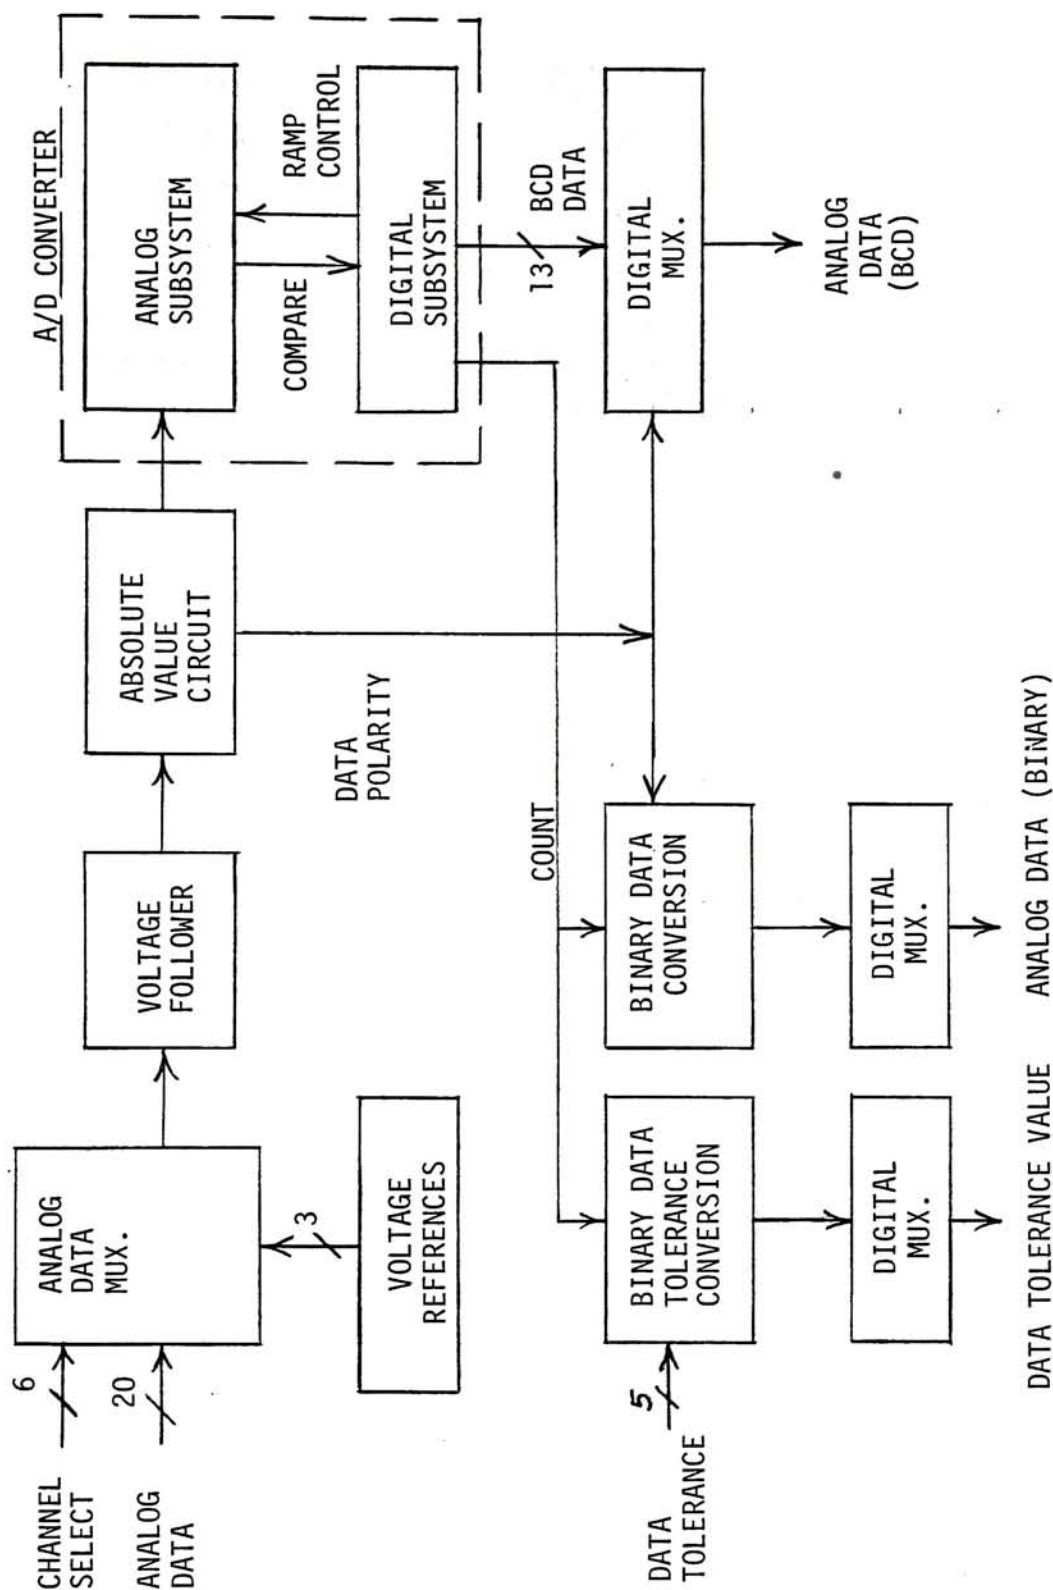 A/D CONVERTER
CHANNEL
SELECT
6
ANALOG
DATA
20
ANALOG
DATA
MUX.
VOLTAGE
FOLLOWER
ABSOLUTE
VALUE
CIRCUIT
ANALOG
SUBSYSTEM
3
VOLTAGE
REFERENCES
DATA
POLARITY
COMPARE
RAMP
CONTROL
DIGITAL
SUBSYSTEM
COUNT
13
BCD
DATA
DATA
TOLERANCE
5
BINARY DATA
TOLERANCE
CONVERSION
BINARY DATA
CONVERSION
DIGITAL
MUX.
DIGITAL
MUX.
DIGITAL
MUX.
ANALOG
DATA
(BCD)
DATA TOLERANCE VALUE
ANALOG DATA (BINARY)